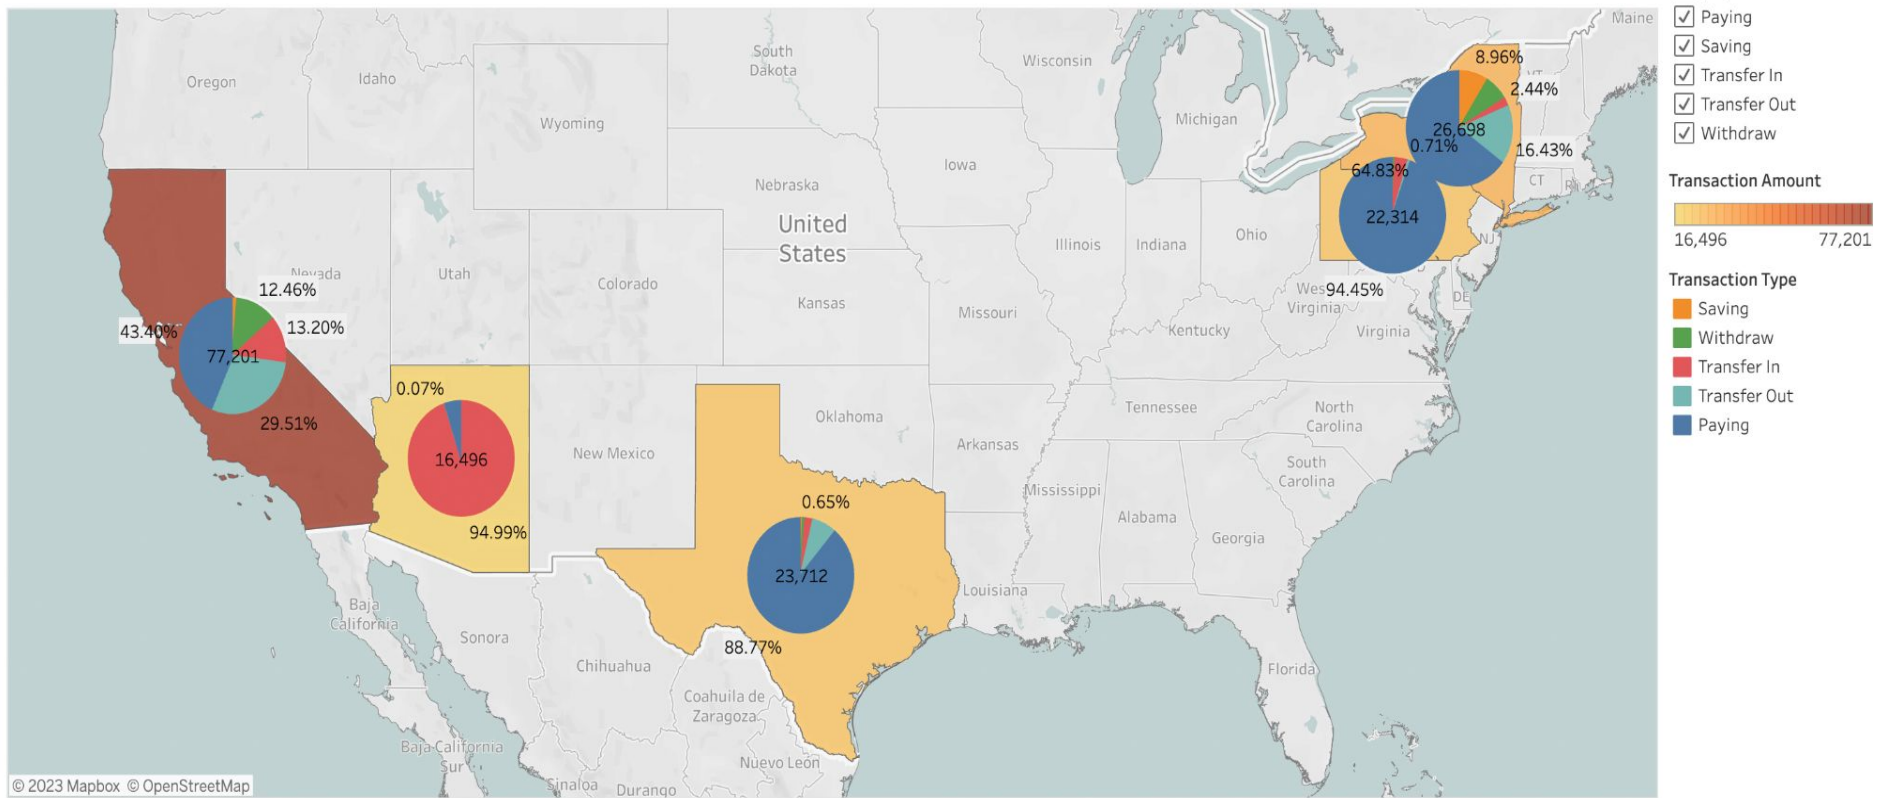 Oregon
Idaho
Wyoming
South
Dakota
Wisconsin
Michigan
Maine
Iowa
Nebraska
United
States
Illinois
Indiana
Ohio
Nevada
Utah
Colorado
Kansas
Missouri
West
Virginia
Virginia
Kentucky
VT
CT
RI
NJ
DE
Oklahoma
Arkansas
Tennessee
North
Carolina
South
Carolina
New Mexico
Mississippi
Alabama
Georgia
Louisiana
Florida
Baja
California
Sonora
Chihuahua
Coahuila de
Zaragoza
Baja California
Sur
Sinaloa
Durango
Nuevo León
12.46%
13.20%
43.40%
77,201
29.51%
0.07%
16,496
94.99%
0.65%
23,712
88.77%
8.96%
2.44%
26,698
0.71%
16.43%
64.83%
22,314
94.45%
© 2023 Mapbox © OpenStreetMap
Paying
Saving
Transfer In
Transfer Out
Withdraw
Transaction Amount
16,496 77,201
Transaction Type
Saving
Withdraw
Transfer In
Transfer Out
Paying